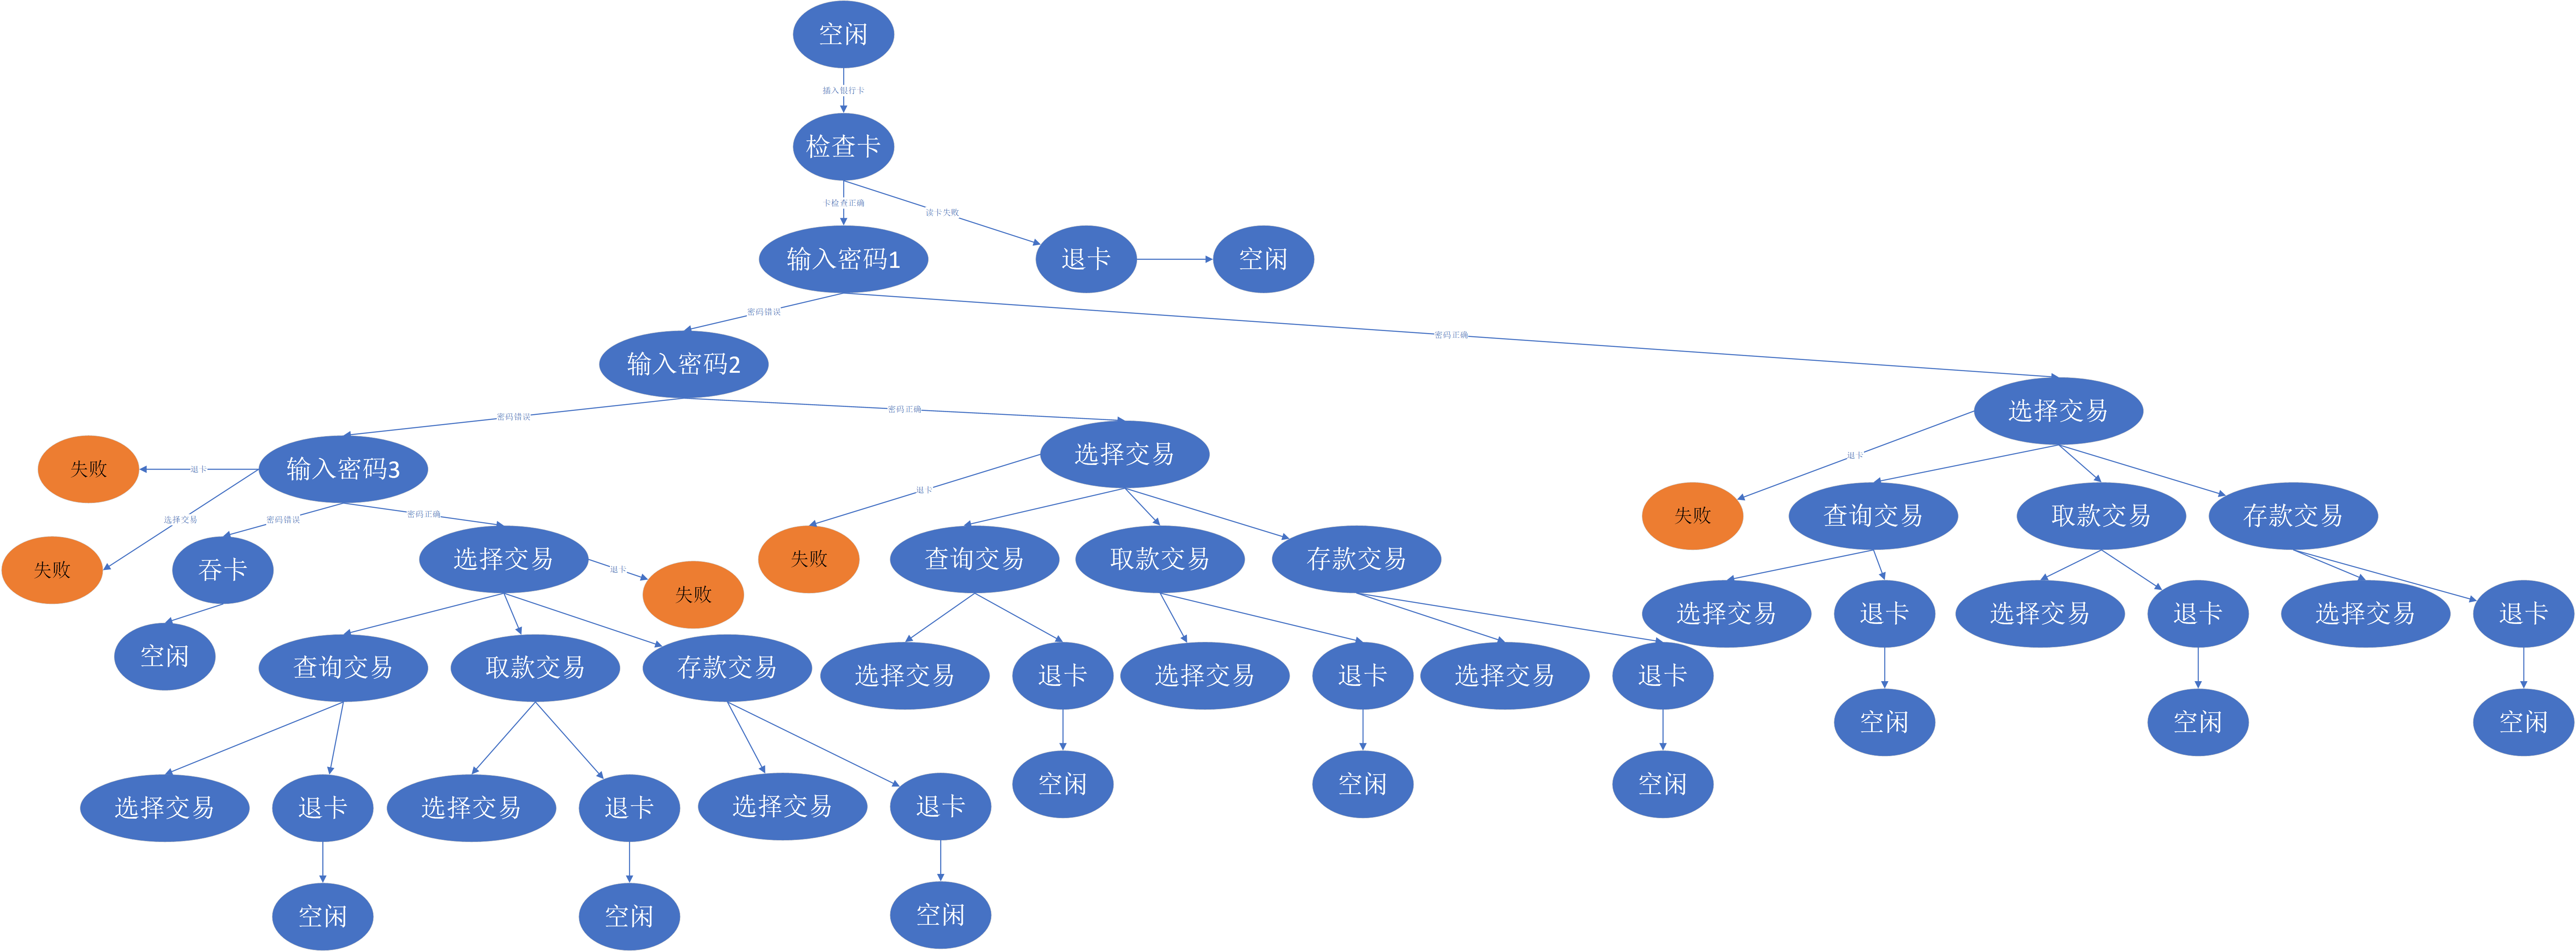 空闲
插入银行卡
检查卡
卡检查正确
读卡失败
输入密码1
退卡
空闲
密码错误
密码正确
输入密码2
选择交易
密码错误
密码正确
失败
退卡
输入密码3
选择交易
退卡
选择交易
密码错误
密码正确
退卡
失败
查询交易
取款交易
存款交易
失败
吞卡
选择交易
退卡
失败
失败
查询交易
取款交易
存款交易
选择交易
退卡
选择交易
退卡
选择交易
退卡
空闲
查询交易
取款交易
存款交易
选择交易
退卡
选择交易
退卡
选择交易
退卡
空闲
空闲
空闲
选择交易
退卡
选择交易
退卡
选择交易
退卡
空闲
空闲
空闲
空闲
空闲
空闲